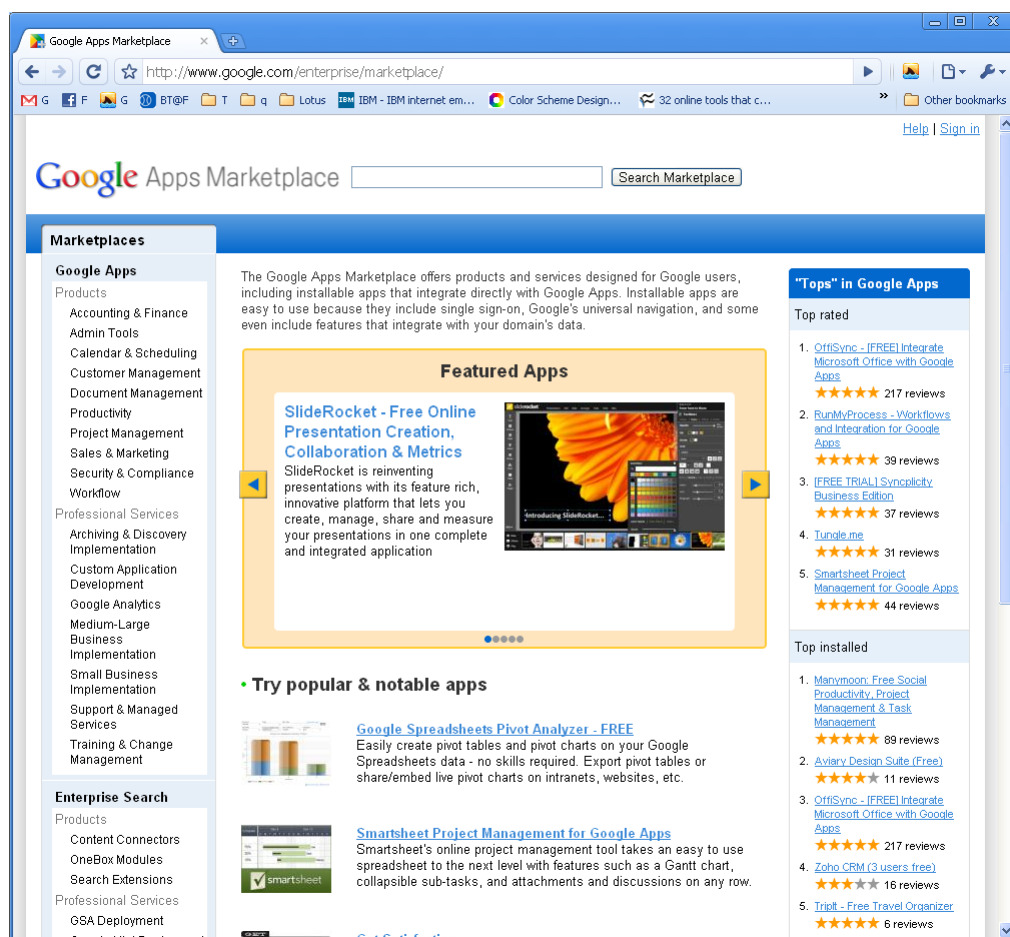 Google Apps Marketplace
http://www.google.com/enterprise/marketplace/
G F G BT@F T q Lotus IBM - IBM internet em... Color Scheme Design... 32 online tools that c... » Other bookmarks
Help | Sign in
Google Apps Marketplace Search Marketplace
Marketplaces
Google Apps
Products
Accounting & Finance
Admin Tools
Calendar & Scheduling
Customer Management
Document Management
Productivity
Project Management
Sales & Marketing
Security & Compliance
Workflow
Professional Services
Archiving & Discovery
Implementation
Custom Application
Development
Google Analytics
Medium-Large
Business
Implementation
Small Business
Implementation
Support & Managed
Services
Training & Change
Management
Enterprise Search
Products
Content Connectors
OneBox Modules
Search Extensions
Professional Services
GSA Deployment
The Google Apps Marketplace offers products and services designed for Google users,
including installable apps that integrate directly with Google Apps. Installable apps are
easy to use because they include single sign-on, Google's universal navigation, and some
even include features that integrate with your domain's data.
Featured Apps
SlideRocket - Free Online
Presentation Creation,
Collaboration & Metrics
SlideRocket is reinventing
presentations with its feature rich,
innovative platform that lets you
create, manage, share and measure
your presentations in one complete
and integrated application
sliderocket
Introducing SlideRocket...
• Try popular & notable apps
Google Spreadsheets Pivot Analyzer - FREE
Easily create pivot tables and pivot charts on your Google
Spreadsheets data - no skills required. Export pivot tables or
share/embed live pivot charts on intranets, websites, etc.
smartsheet
Smartsheet Project Management for Google Apps
Smartsheet's online project management tool takes an easy to use
spreadsheet to the next level with features such as a Gantt chart,
collapsible sub-tasks, and attachments and discussions on any row.
"Tops" in Google Apps
Top rated
1. OffiSync - [FREE] Integrate
Microsoft Office with Google
Apps
217 reviews
2. RunMyProcess - Workflows
and Integration for Google
Apps
39 reviews
3. [FREE TRIAL] Syncplicity
Business Edition
37 reviews
4. Tungle.me
31 reviews
5. Smartsheet Project
Management for Google Apps
44 reviews
Top installed
1. Manymoon: Free Social
Productivity, Project
Management & Task
Management
89 reviews
2. Aviary Design Suite (Free)
11 reviews
3. OffiSync - [FREE] Integrate
Microsoft Office with Google
Apps
217 reviews
4. Zoho CRM (3 users free)
16 reviews
5. TripIt - Free Travel Organizer
6 reviews